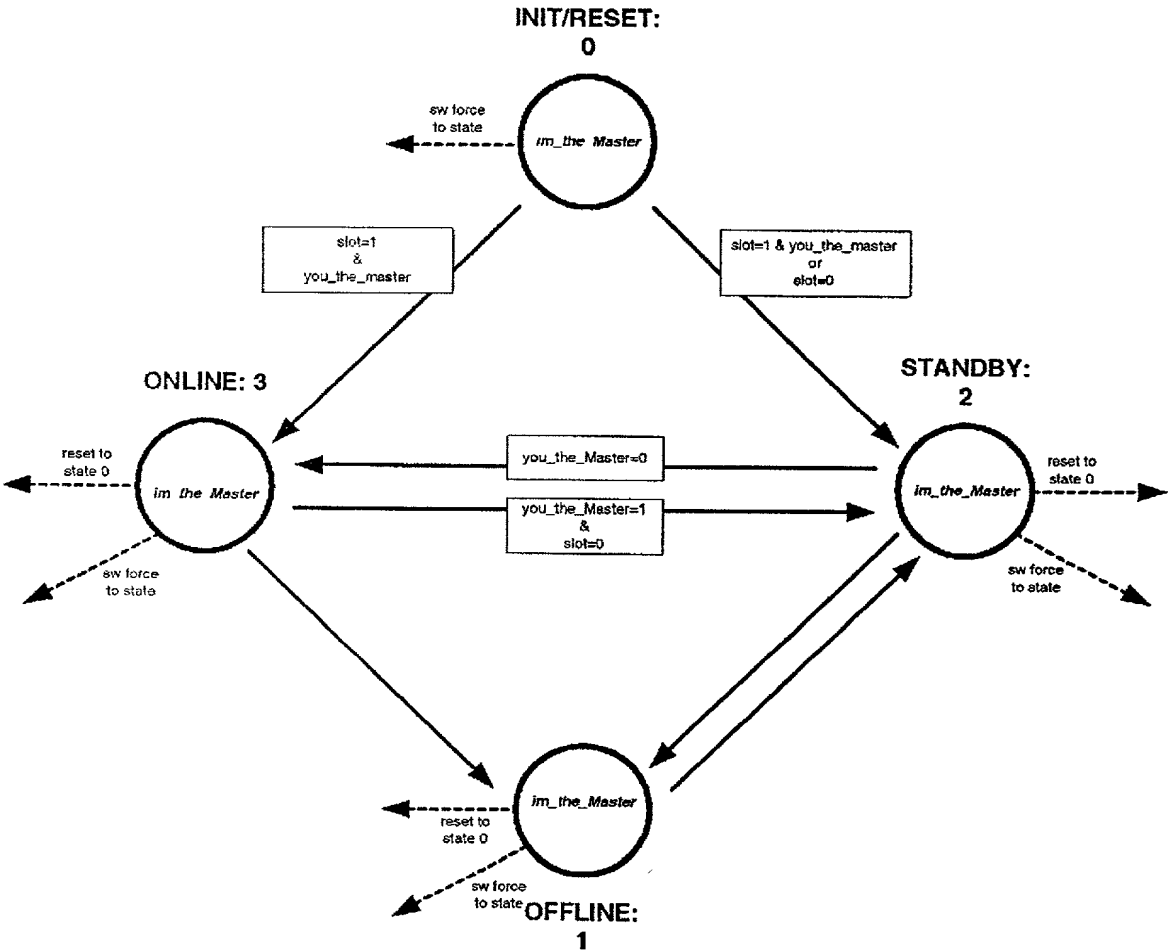 INIT/RESET:
0
sw force
to state
im_the Master
slot=1
&
you_the_master
slot=1 & you_the_master
or
slot=0
ONLINE: 3
STANDBY:
2
reset to
state 0
im the Master
sw force
to state
you_the_Master=0
you_the_Master=1
&
slot=0
im_the_Master
reset to
state 0
sw force
to state
im_the_Master
reset to
state 0
sw force
to state
OFFLINE:
1